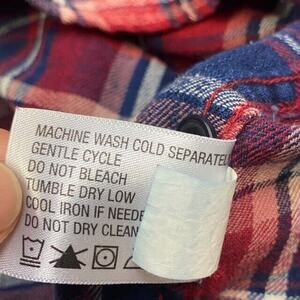 MACHINE WASH COLD SEPARATEL
GENTLE CYCLE
DO NOT BLEACH
TUMBLE DRY LOW
COOL IRON IF NEEDE
DO NOT DRY CLEAN